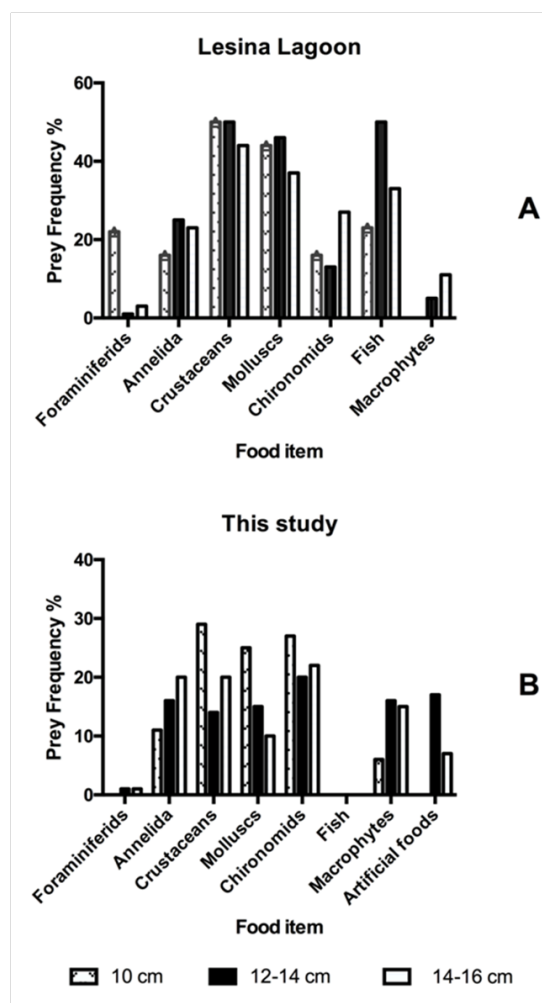 Lesina Lagoon
60
40
20
0
Prey Frequency %
A
Foraminiferids
Annelida
Crustaceans
Molluscs
Chironomids
Fish
Macrophytes
Food item
This study
40
30
20
10
0
Prey Frequency %
B
Foraminiferids
Annelida
Crustaceans
Molluscs
Chironomids
Fish
Macrophytes
Artificial foods
Food item
10 cm 12-14 cm 14-16 cm